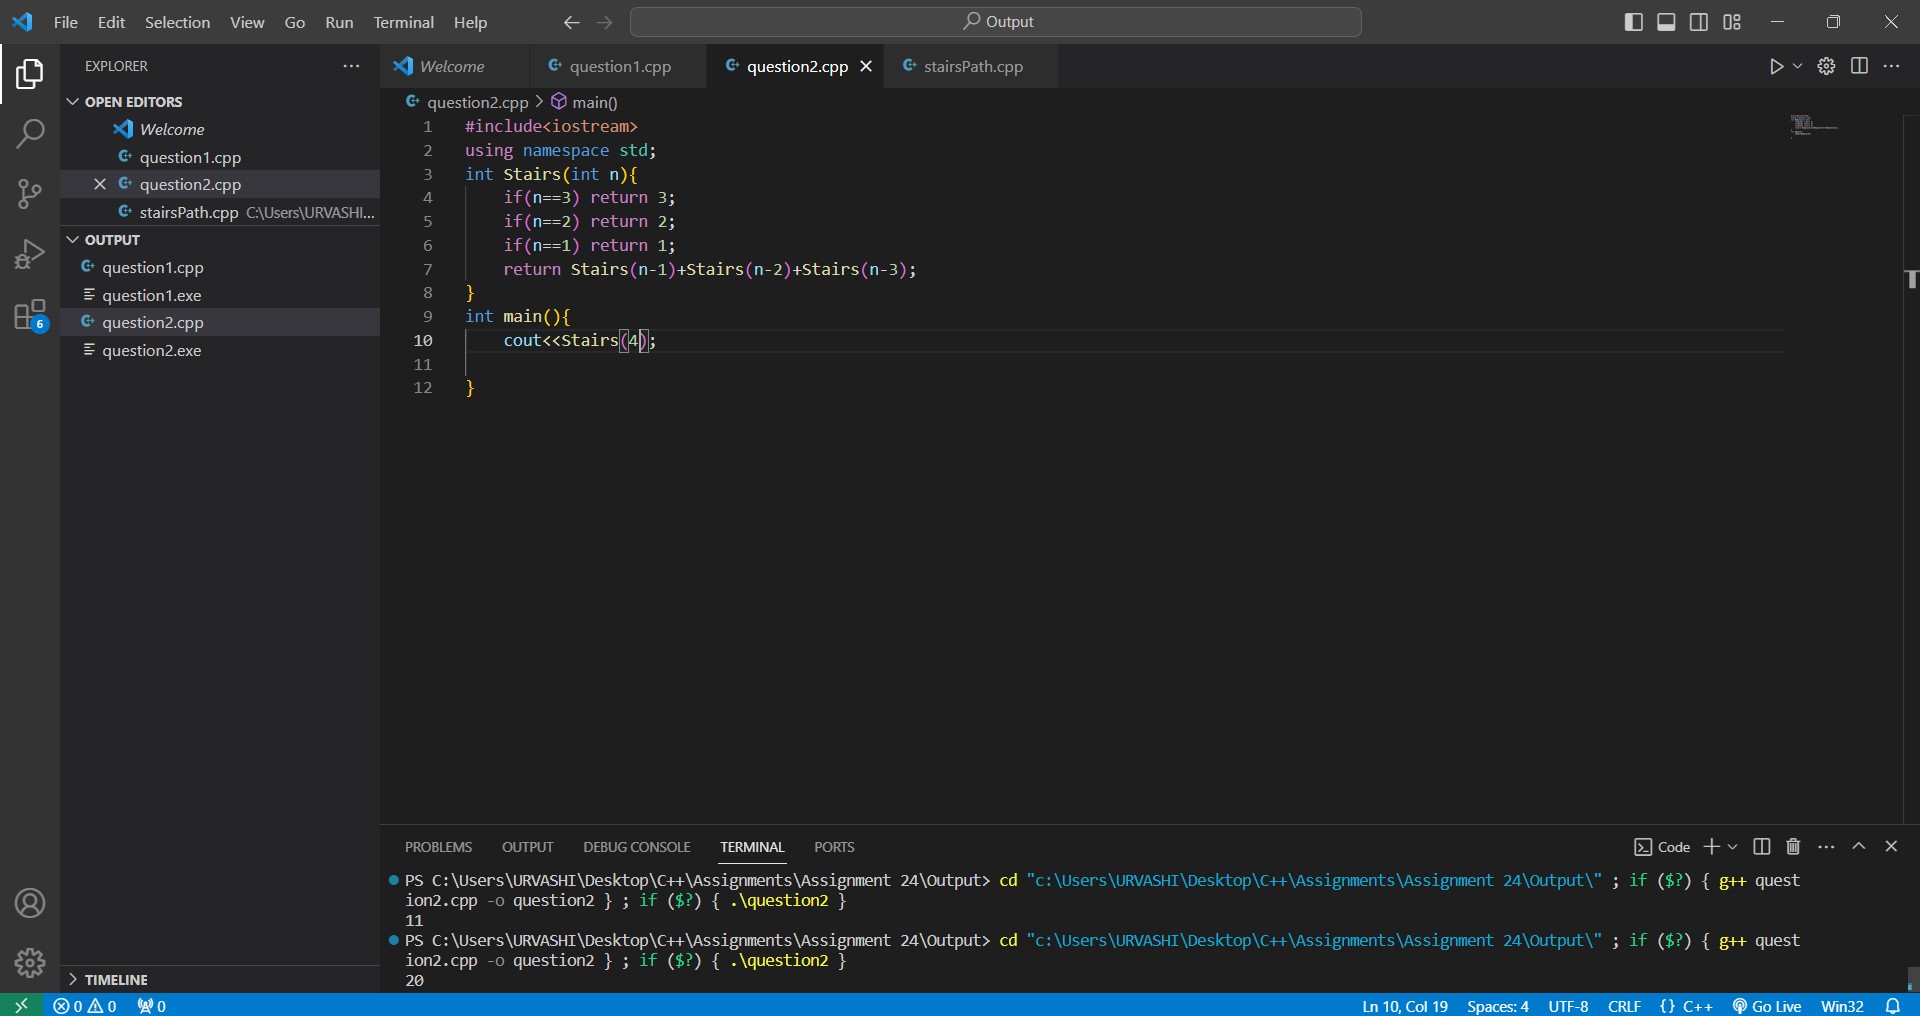 File Edit Selection View Go Run Terminal Help
Output
EXPLORER
OPEN EDITORS
Welcome
question1.cpp
question2.cpp
stairsPath.cpp C:\Users\URVASHI...
OUTPUT
question1.cpp
question1.exe
question2.cpp
question2.exe
TIMELINE
6
Welcome question1.cpp question2.cpp stairsPath.cpp
question2.cpp > main()
1 #include<iostream>
2 using namespace std;
3 int Stairs(int n){
4 if(n==3) return 3;
5 if(n==2) return 2;
6 if(n==1) return 1;
7 return Stairs(n-1)+Stairs(n-2)+Stairs(n-3);
8 }
9 int main(){
10 cout<<Stairs(4);
11
12 }
PROBLEMS OUTPUT DEBUG CONSOLE TERMINAL PORTS Code
PS C:\Users\URVASHI\Desktop\C++\Assignments\Assignment 24\Output> cd "c:\Users\URVASHI\Desktop\C++\Assignments\Assignment 24\Output\" ; if ($?) { g++ quest
ion2.cpp -o question2 } ; if ($?) { .\question2 }
11
PS C:\Users\URVASHI\Desktop\C++\Assignments\Assignment 24\Output> cd "c:\Users\URVASHI\Desktop\C++\Assignments\Assignment 24\Output\" ; if ($?) { g++ quest
ion2.cpp -o question2 } ; if ($?) { .\question2 }
20
0 0 0 Ln 10, Col 19 Spaces: 4 UTF-8 CRLF {} C++ Go Live Win32